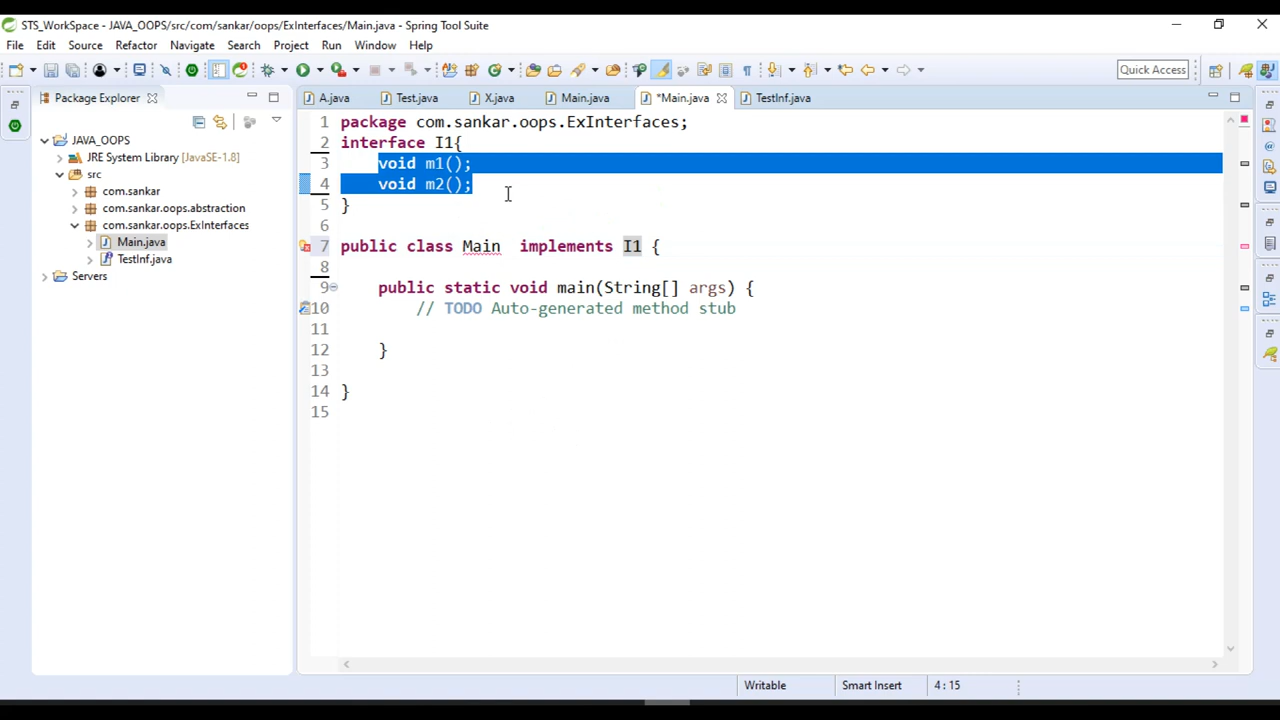 STS_WorkSpace - JAVA_OOPS/src/com/sankar/oops/ExInterfaces/Main.java - Spring Tool Suite
File Edit Source Refactor Navigate Search Project Run Window Help
Quick Access
Package Explorer
A.java Test.java X.java Main.java *Main.java TestInf.java
JAVA_OOPS
JRE System Library [JavaSE-1.8]
src
com.sankar
com.sankar.oops.abstraction
com.sankar.oops.ExInterfaces
Main.java
TestInf.java
Servers
1 package com.sankar.oops.ExInterfaces;
2 interface I1{
3 void m1();
4 void m2();
5 }
6
7 public class Main  implements I1 {
8
9 public static void main(String[] args) {
10 // TODO Auto-generated method stub
11
12 }
13
14 }
15
Writable Smart Insert 4 : 15